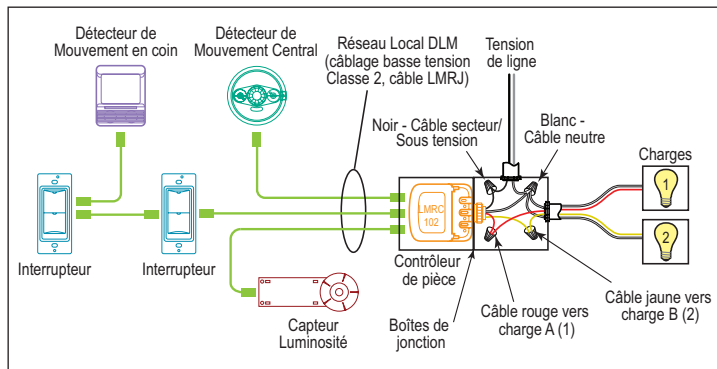 Détecteur de
Mouvement en coin
Détecteur de
Mouvement Central
Réseau Local DLM
(câblage basse tension
Classe 2, câble LMRJ)
Tension
de ligne
Noir - Câble secteur/
Sous tension
Blanc -
Câble neutre
Charges
1
2
LMRC
102
Interrupteur
Interrupteur
Contrôleur
de pièce
Capteur
Luminosité
Boîtes de
jonction
Câble rouge vers
charge A (1)
Câble jaune vers
charge B (2)